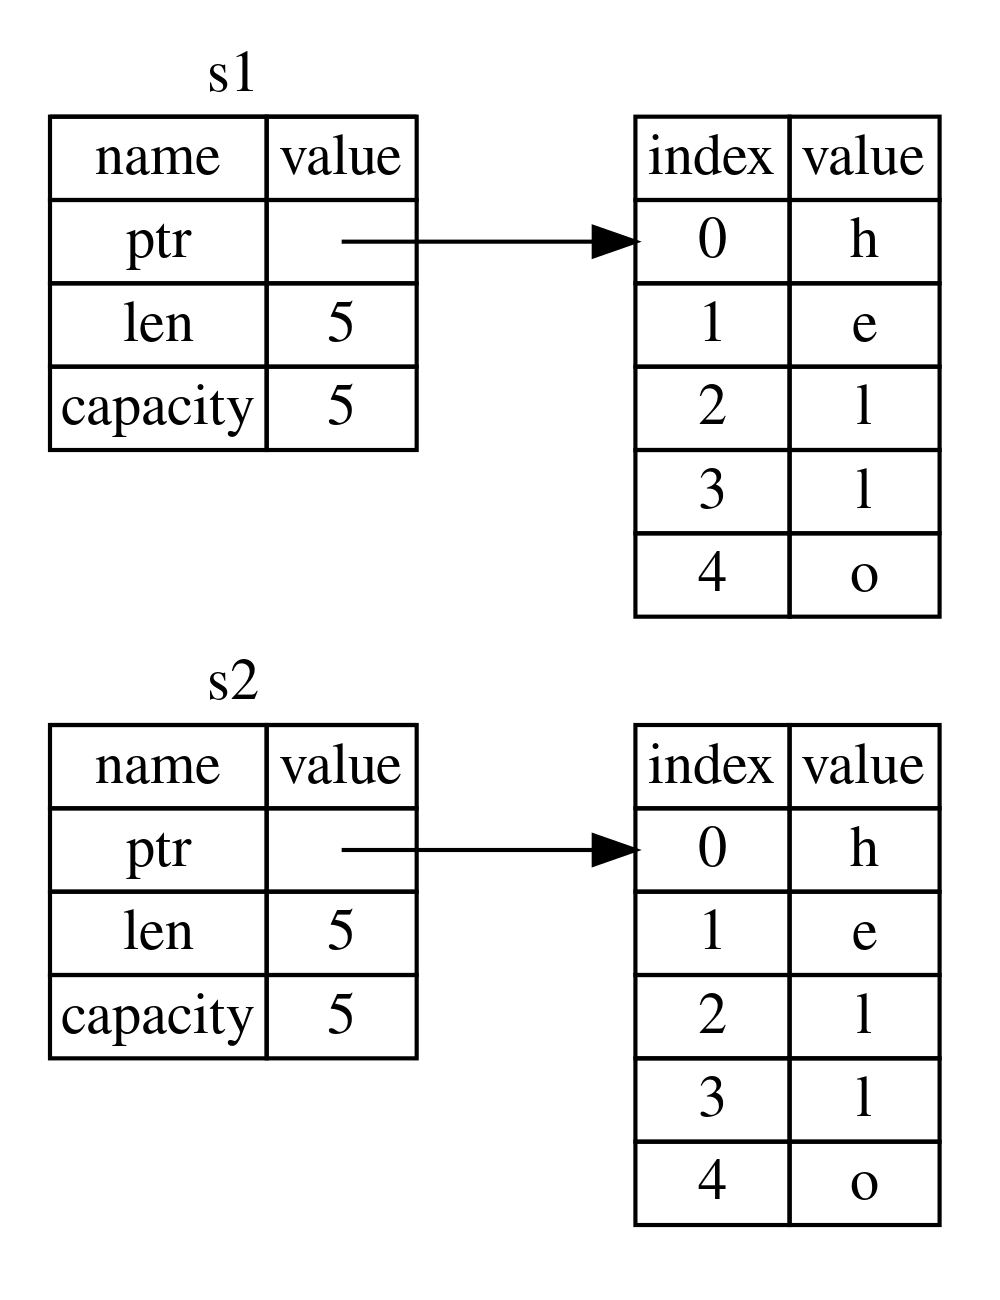 s1
name value
ptr
len 5
capacity 5
index value
0 h
1 e
2 l
3 l
4 o
s2
name value
ptr
len 5
capacity 5
index value
0 h
1 e
2 l
3 l
4 o